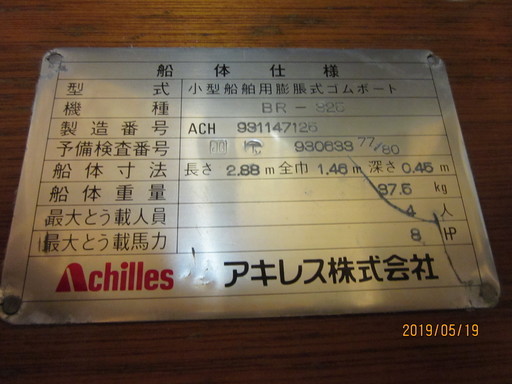 船体仕様
型式 小型船舶用膨脹式ゴムボート
機種 BR-325
製造番号 ACH 991147126
予備検査番号 930633 77/80
船体寸法 長さ 2.88 m 全巾 1.46 m 深さ 0.45 m
船体重量 37.5 kg
最大とう載人員 4 人
最大とう載馬力 8 HP
Achilles アキレス株式会社
2019/05/19